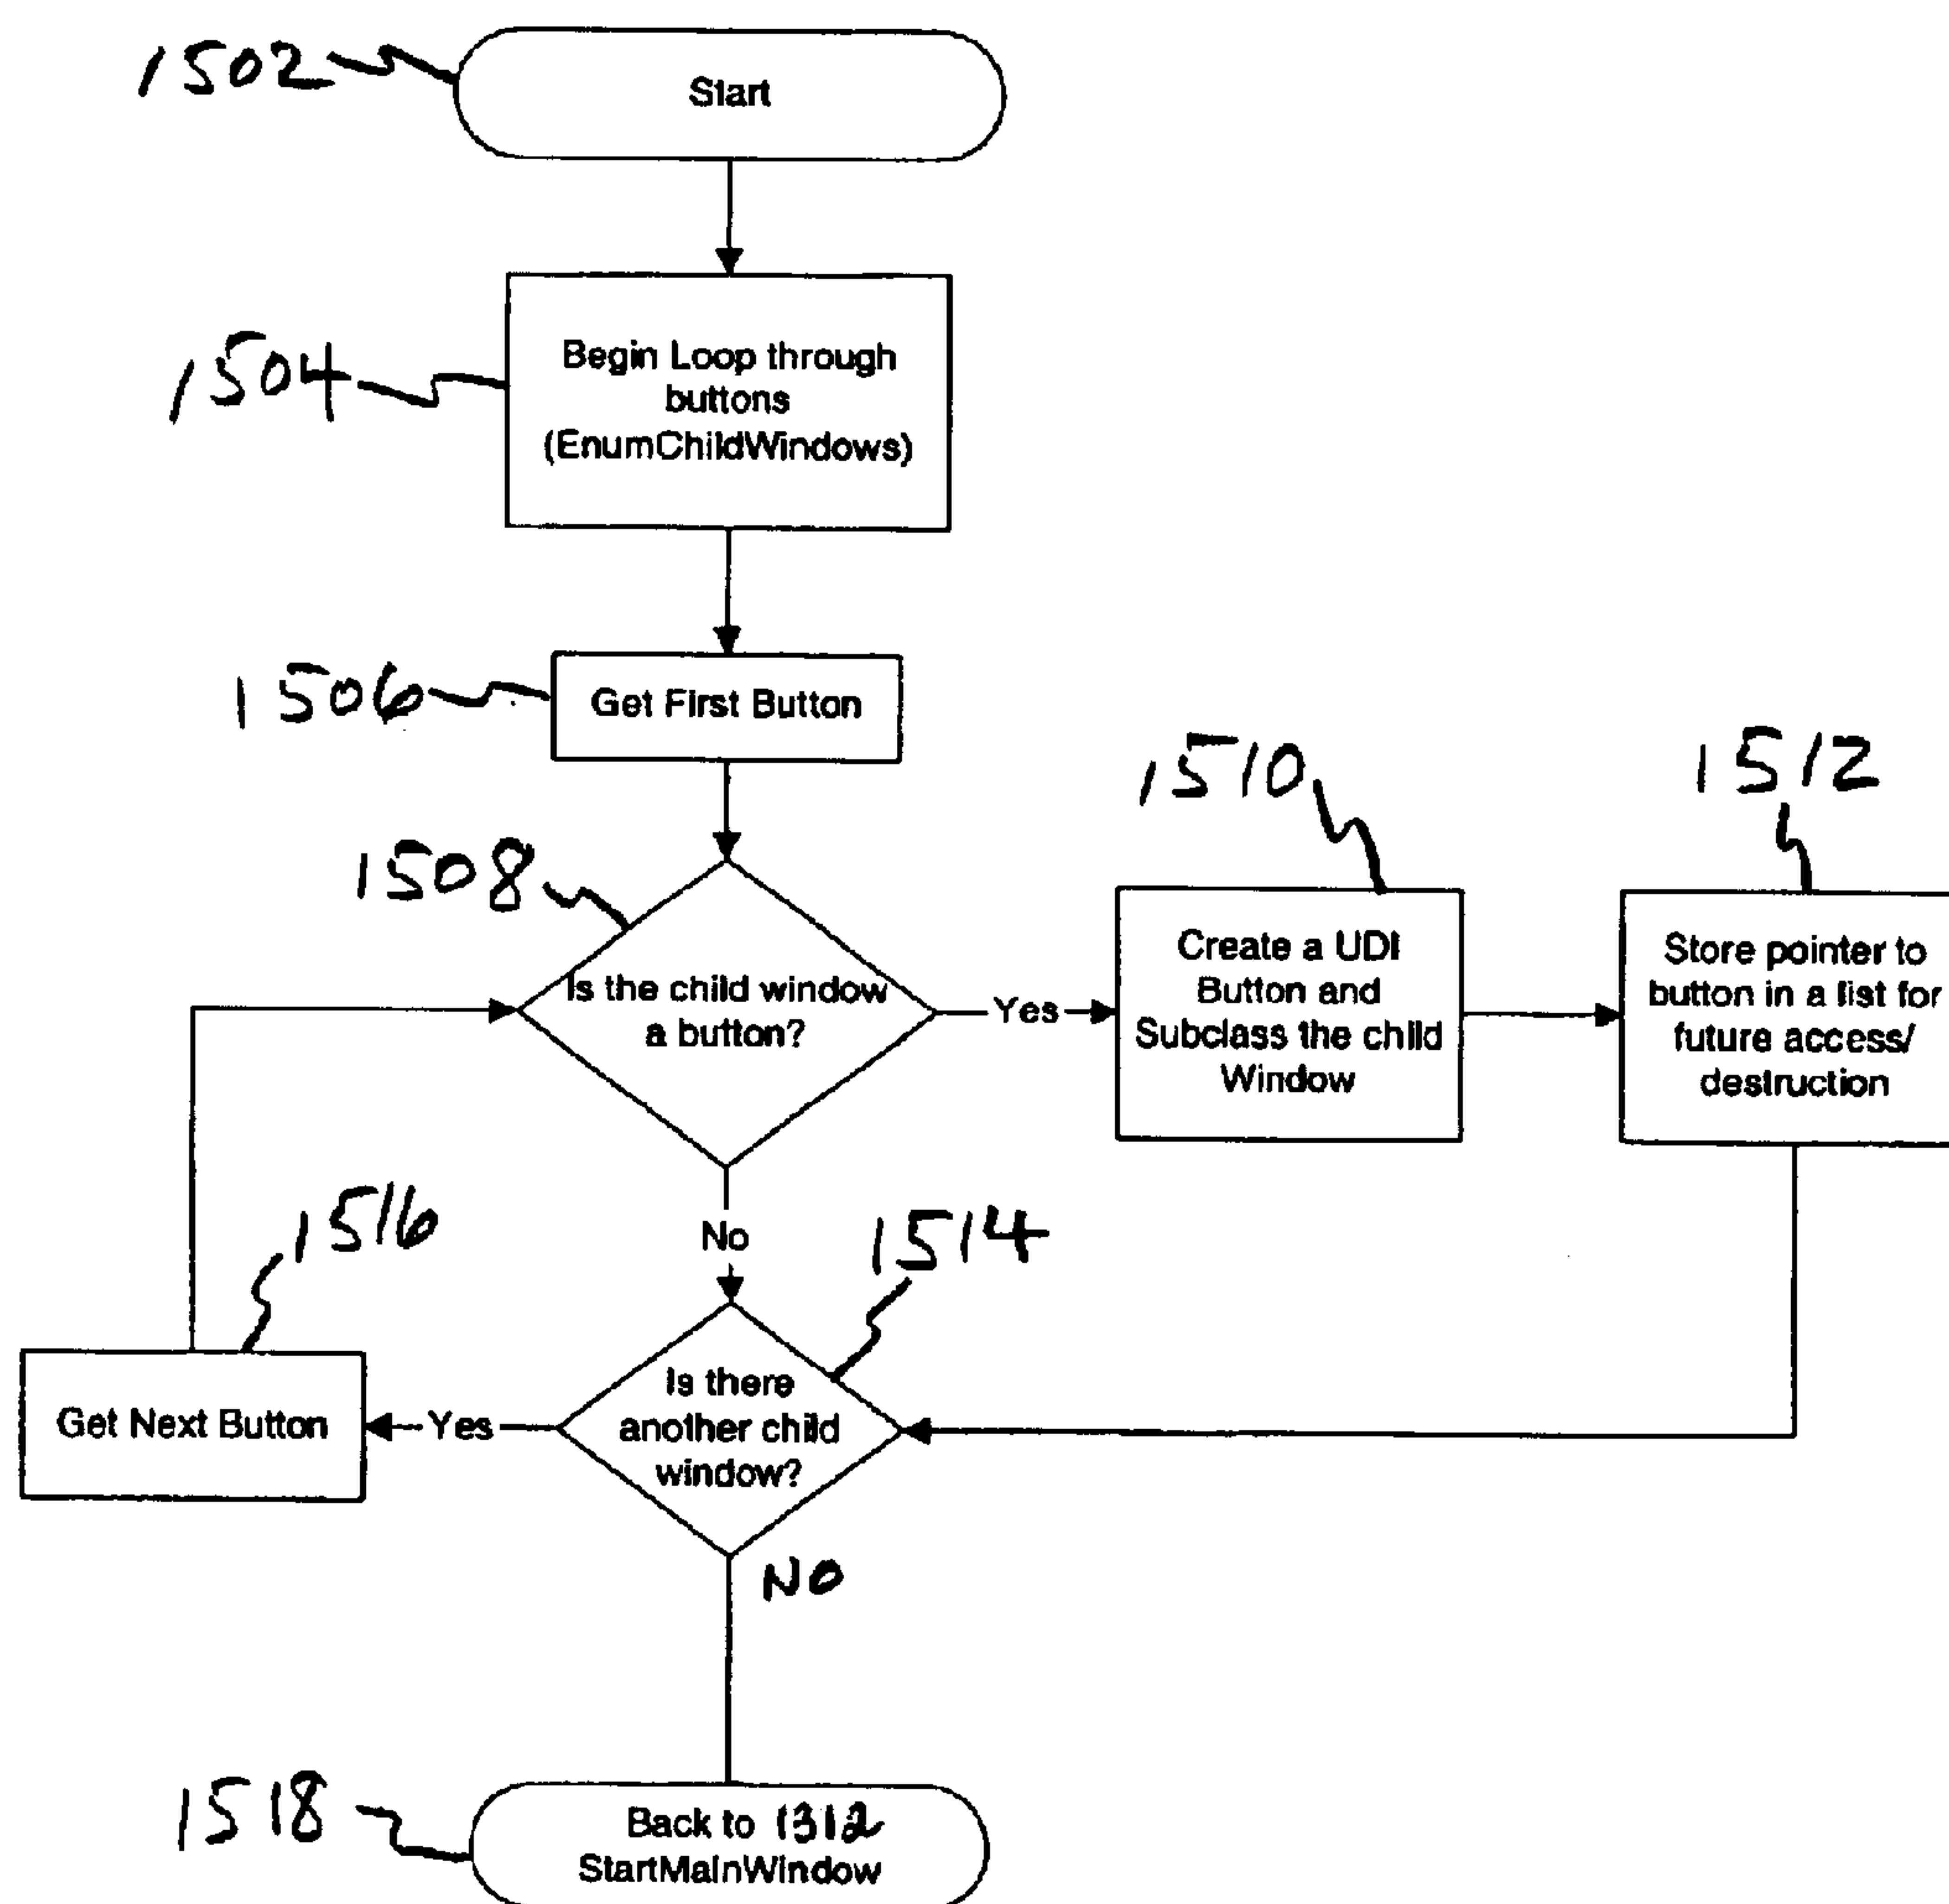 1502
Start
1504
Begin Loop through
buttons
(EnumChildWindows)
1506
Get First Button
1508
Is the child window
a button?
Yes
1510
Create a UDI
Button and
Subclass the child
Window
1512
Store pointer to
button in a list for
future access/
destruction
No
1514
Is there
another child
window?
Yes
1516
Get Next Button
NO
1518
Back to 1312
StartMainWindow